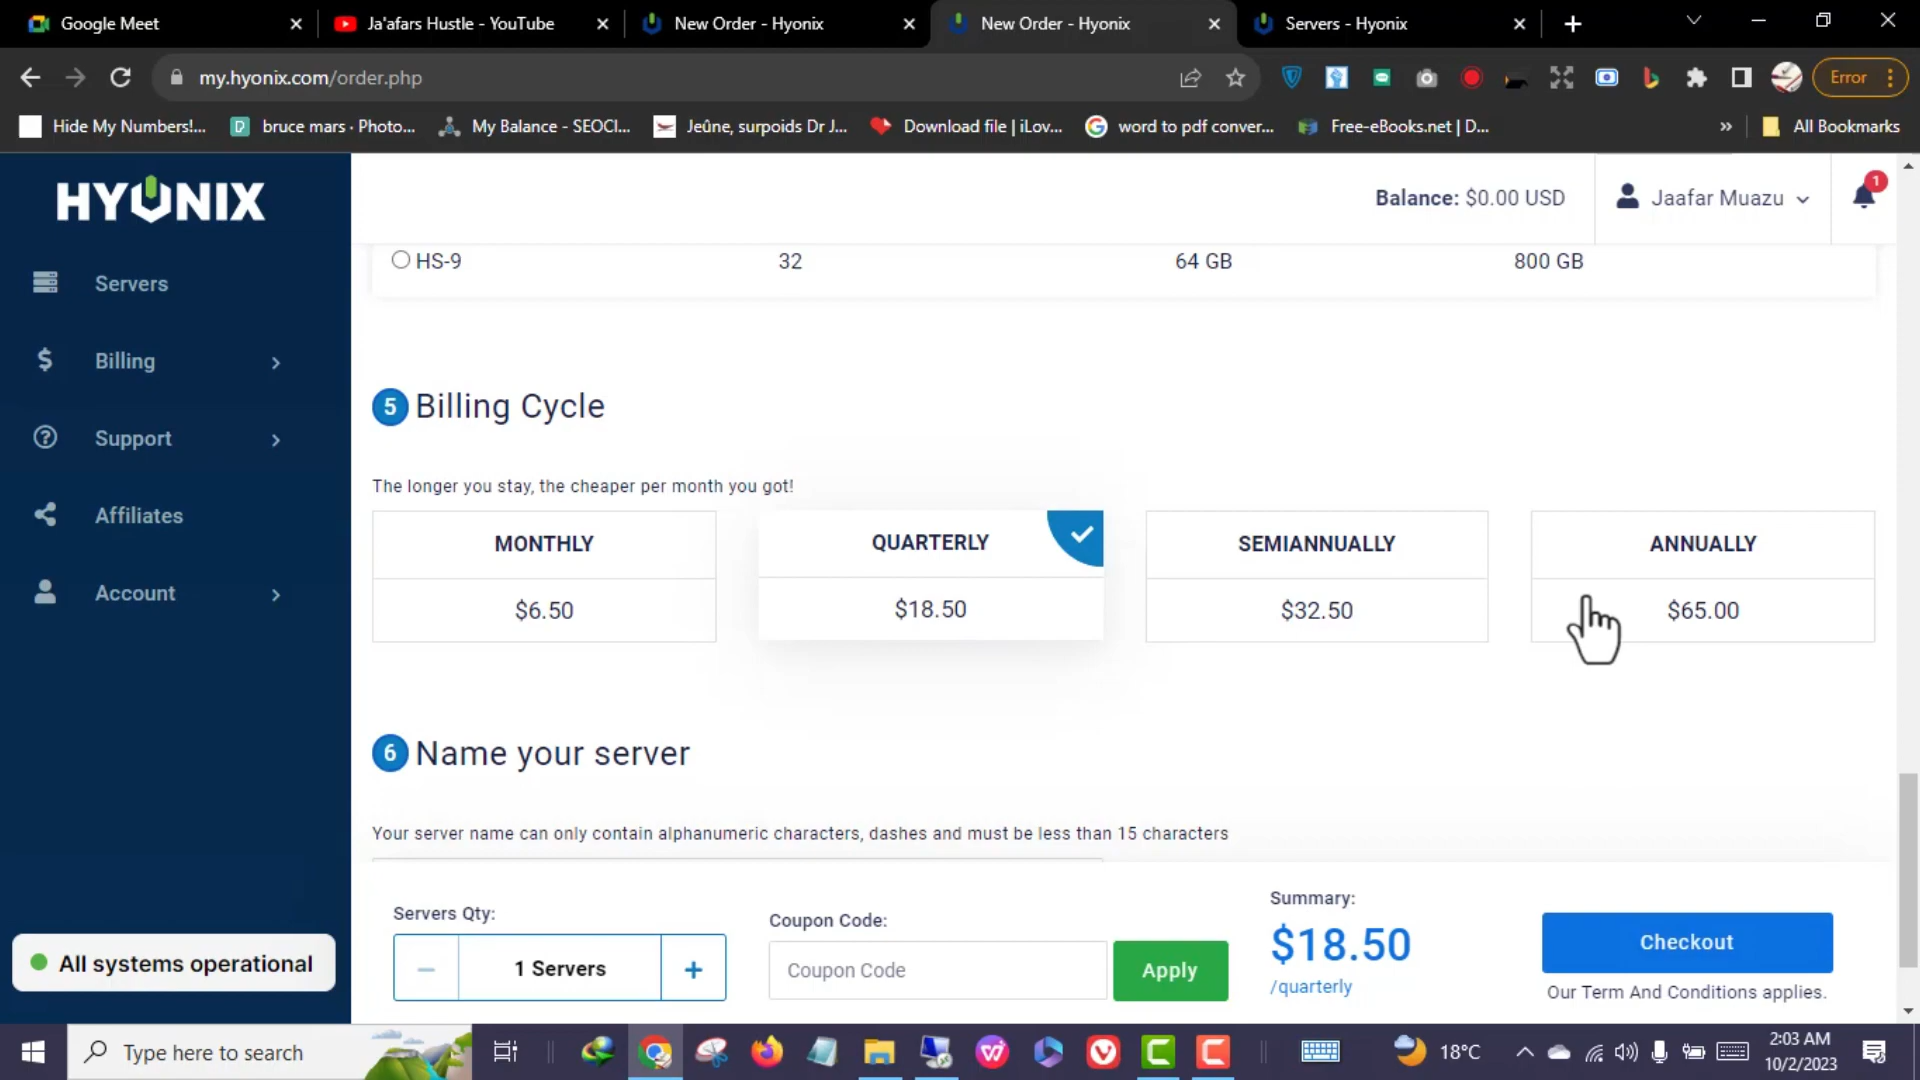 Google Meet
Ja'afars Hustle - YouTube
New Order - Hyonix
New Order - Hyonix
Servers - Hyonix
my.hyonix.com/order.php
Error
Hide My Numbers!...
bruce mars · Photo...
My Balance - SEOCl...
Jeûne, surpoids Dr J...
Download file | iLov...
word to pdf conver...
Free-eBooks.net | D...
»
All Bookmarks
HYONIX
Balance: $0.00 USD
Jaafar Muazu
1
Servers
Billing
Support
Affiliates
Account
All systems operational
HS-9 32 64 GB 800 GB
5 Billing Cycle
The longer you stay, the cheaper per month you got!
MONTHLY QUARTERLY SEMIANNUALLY ANNUALLY
$6.50 $18.50 $32.50 $65.00
6 Name your server
Your server name can only contain alphanumeric characters, dashes and must be less than 15 characters
Servers Qty:
− 1 Servers +
Coupon Code:
Coupon Code
Apply
Summary:
$18.50
/quarterly
Checkout
Our Term And Conditions applies.
Type here to search
18°C
2:03 AM
10/2/2023